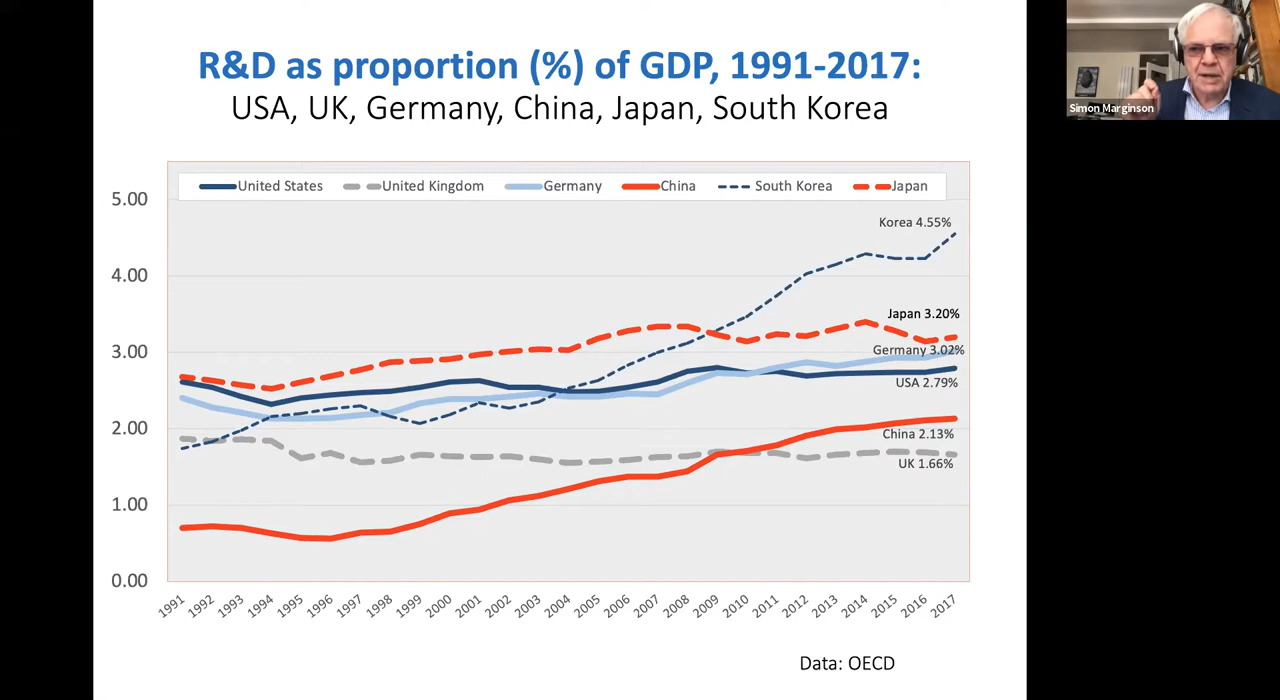 R&D as proportion (%) of GDP, 1991-2017:
USA, UK, Germany, China, Japan, South Korea
Simon Marginson
United States United Kingdom Germany China South Korea Japan
5.00
Korea 4.55%
4.00
Japan 3.20%
3.00
Germany 3.02%
USA 2.79%
2.00
China 2.13%
UK 1.66%
1.00
0.00
1991 1992 1993 1994 1995 1996 1997 1998 1999 2000 2001 2002 2003 2004 2005 2006 2007 2008 2009 2010 2011 2012 2013 2014 2015 2016 2017
Data: OECD